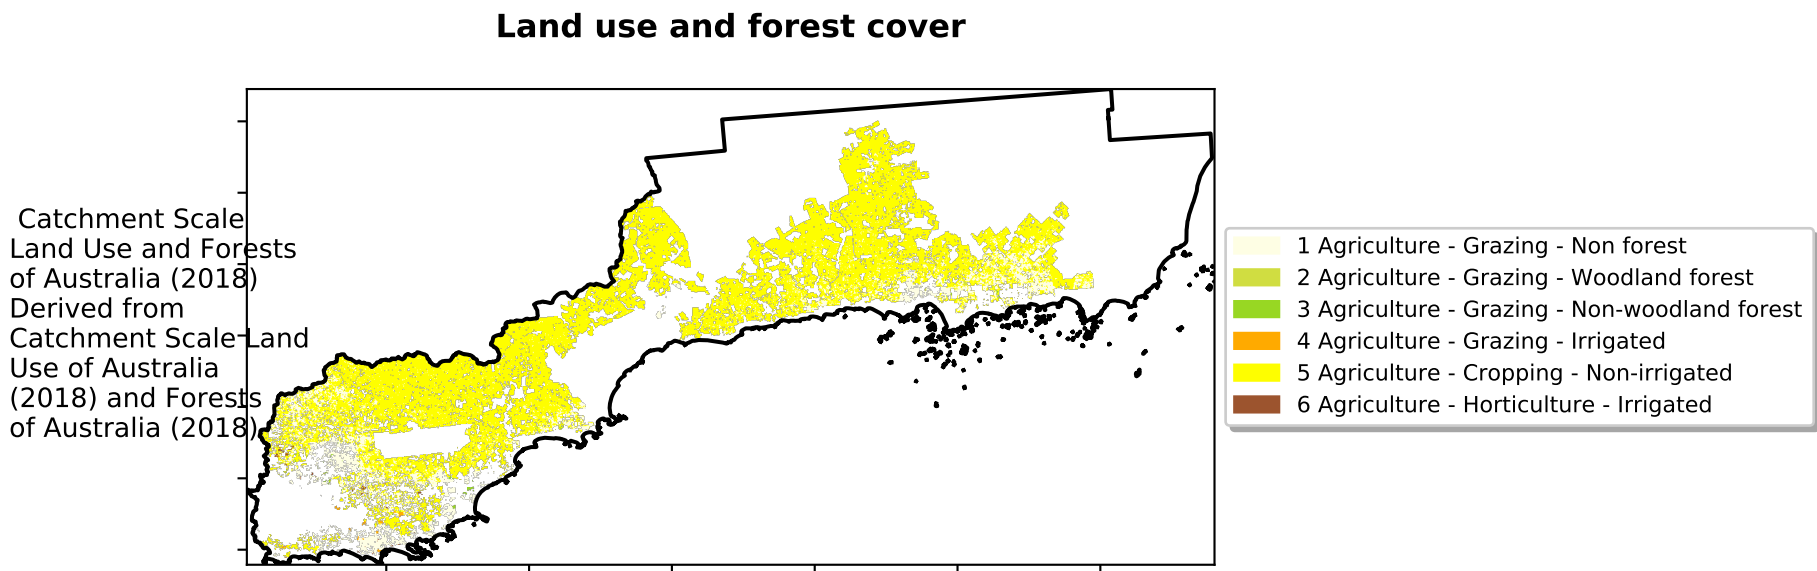 Land use and forest cover
Catchment Scale
Land Use and Forests
of Australia (2018)
Derived from
Catchment Scale Land
Use of Australia
(2018) and Forests
of Australia (2018)
1 Agriculture - Grazing - Non forest
2 Agriculture - Grazing - Woodland forest
3 Agriculture - Grazing - Non-woodland forest
4 Agriculture - Grazing - Irrigated
5 Agriculture - Cropping - Non-irrigated
6 Agriculture - Horticulture - Irrigated